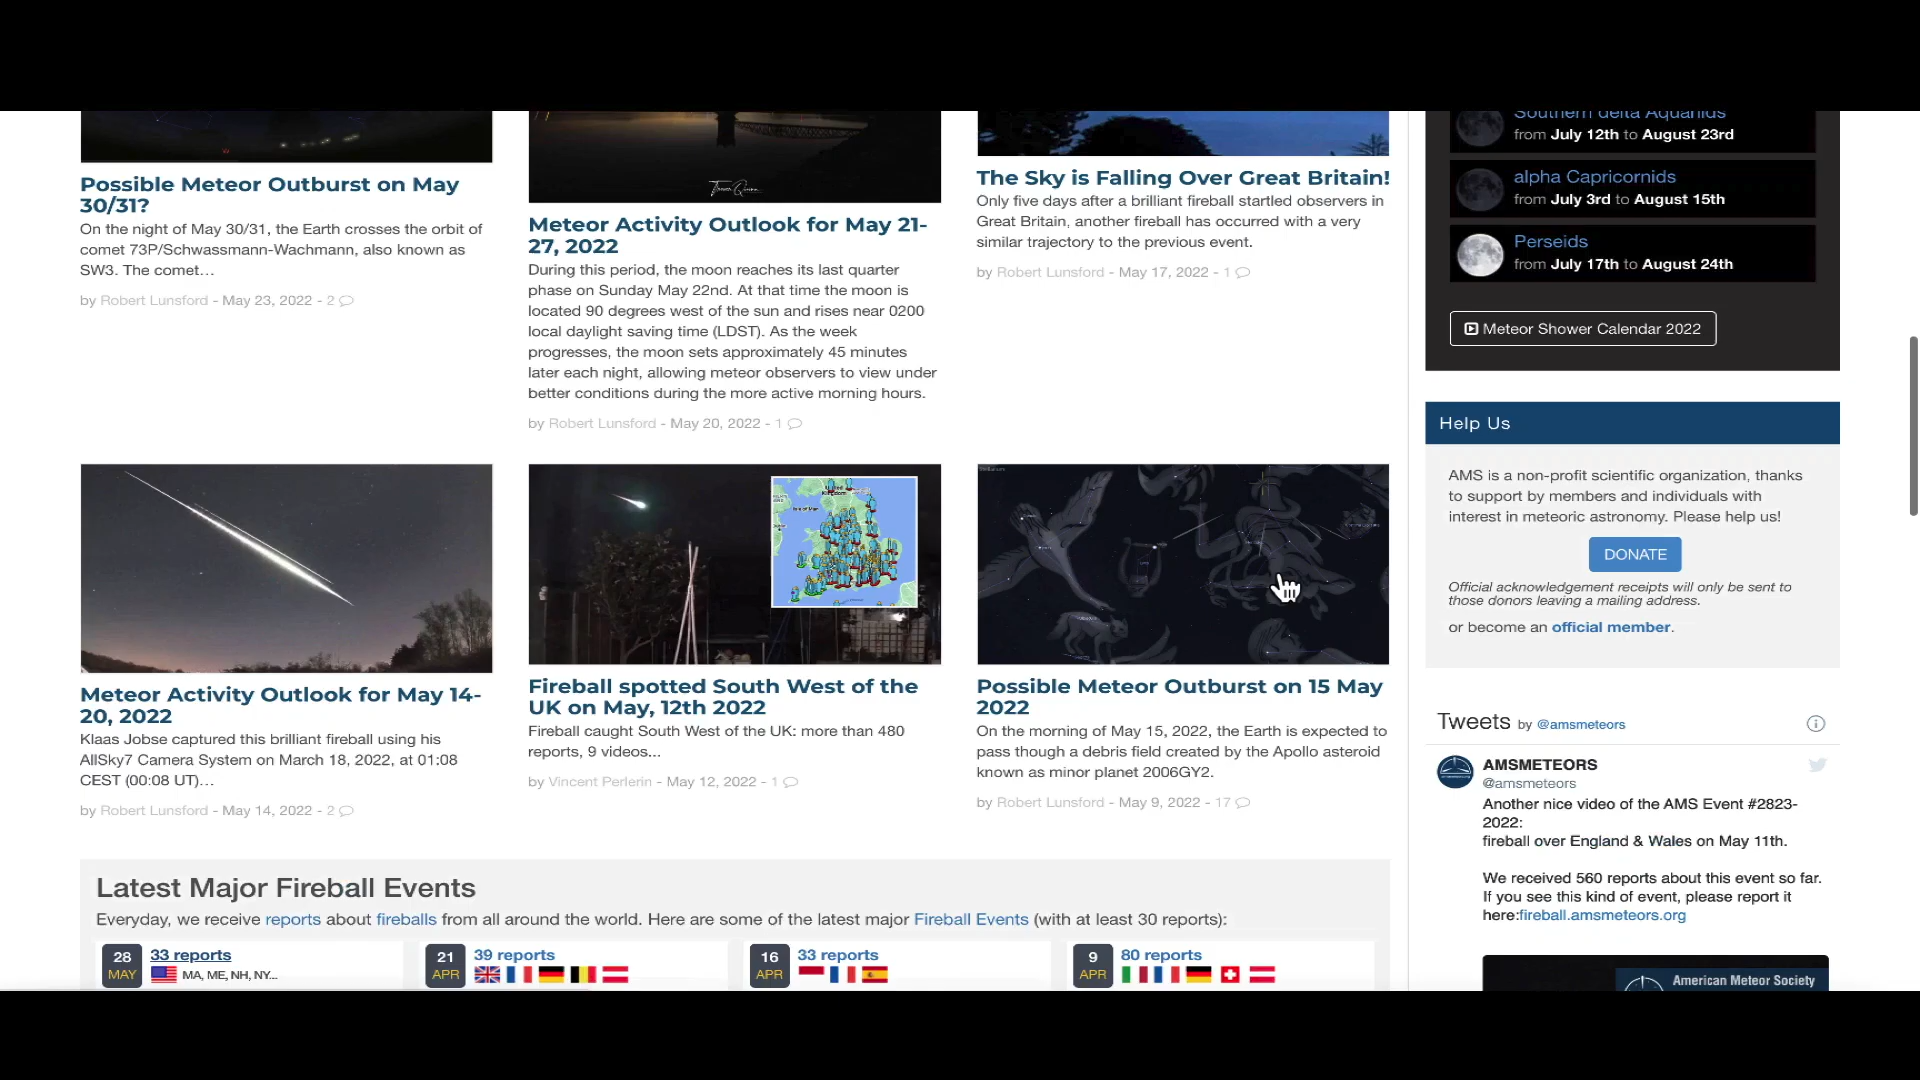 Possible Meteor Outburst on May
30/31?
On the night of May 30/31, the Earth crosses the orbit of
comet 73P/Schwassmann-Wachmann, also known as
SW3. The comet…
by Robert Lunsford - May 23, 2022 - 2
Meteor Activity Outlook for May 21-
27, 2022
During this period, the moon reaches its last quarter
phase on Sunday May 22nd. At that time the moon is
located 90 degrees west of the sun and rises near 0200
local daylight saving time (LDST). As the week
progresses, the moon sets approximately 45 minutes
later each night, allowing meteor observers to view under
better conditions during the more active morning hours.
by Robert Lunsford - May 20, 2022 - 1
The Sky is Falling Over Great Britain!
Only five days after a brilliant fireball startled observers in
Great Britain, another fireball has occurred with a very
similar trajectory to the previous event.
by Robert Lunsford - May 17, 2022 - 1
Meteor Activity Outlook for May 14-
20, 2022
Klaas Jobse captured this brilliant fireball using his
AllSky7 Camera System on March 18, 2022, at 01:08
CEST (00:08 UT)…
by Robert Lunsford - May 14, 2022 - 2
Fireball spotted South West of the
UK on May, 12th 2022
Fireball caught South West of the UK: more than 480
reports, 9 videos...
by Vincent Perlerin - May 12, 2022 - 1
Possible Meteor Outburst on 15 May
2022
On the morning of May 15, 2022, the Earth is expected to
pass though a debris field created by the Apollo asteroid
known as minor planet 2006GY2.
by Robert Lunsford - May 9, 2022 - 17
Latest Major Fireball Events
Everyday, we receive reports about fireballs from all around the world. Here are some of the latest major Fireball Events (with at least 30 reports):
28 MAY
33 reports
MA, ME, NH, NY...
21 APR
39 reports
16 APR
33 reports
9 APR
80 reports
Southern delta Aquariids
from July 12th to August 23rd
alpha Capricornids
from July 3rd to August 15th
Perseids
from July 17th to August 24th
Meteor Shower Calendar 2022
Help Us
AMS is a non-profit scientific organization, thanks
to support by members and individuals with
interest in meteoric astronomy. Please help us!
DONATE
Official acknowledgement receipts will only be sent to
those donors leaving a mailing address.
or become an official member.
Tweets by @amsmeteors
AMSMETEORS
@amsmeteors
Another nice video of the AMS Event #2823-
2022:
fireball over England & Wales on May 11th.
We received 560 reports about this event so far.
If you see this kind of event, please report it
here:fireball.amsmeteors.org
American Meteor Society